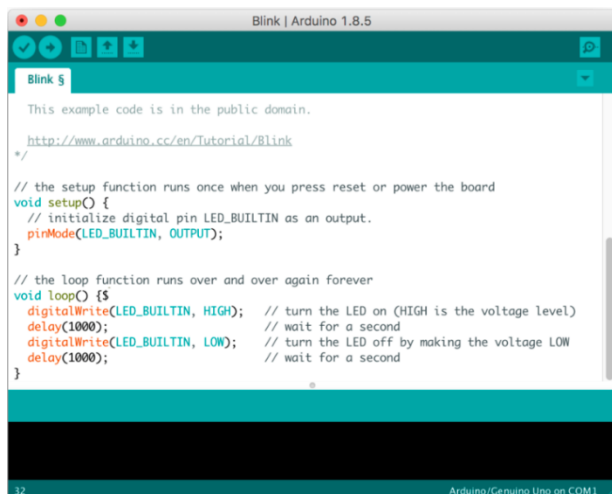 Blink | Arduino 1.8.5
Blink §
This example code is in the public domain.
http://www.arduino.cc/en/Tutorial/Blink
*/
// the setup function runs once when you press reset or power the board
void setup() {
// initialize digital pin LED_BUILTIN as an output.
pinMode(LED_BUILTIN, OUTPUT);
}
// the loop function runs over and over again forever
void loop() {$
digitalWrite(LED_BUILTIN, HIGH);   // turn the LED on (HIGH is the voltage level)
delay(1000);                       // wait for a second
digitalWrite(LED_BUILTIN, LOW);    // turn the LED off by making the voltage LOW
delay(1000);                       // wait for a second
}
32 Arduino/Genuino Uno on COM1